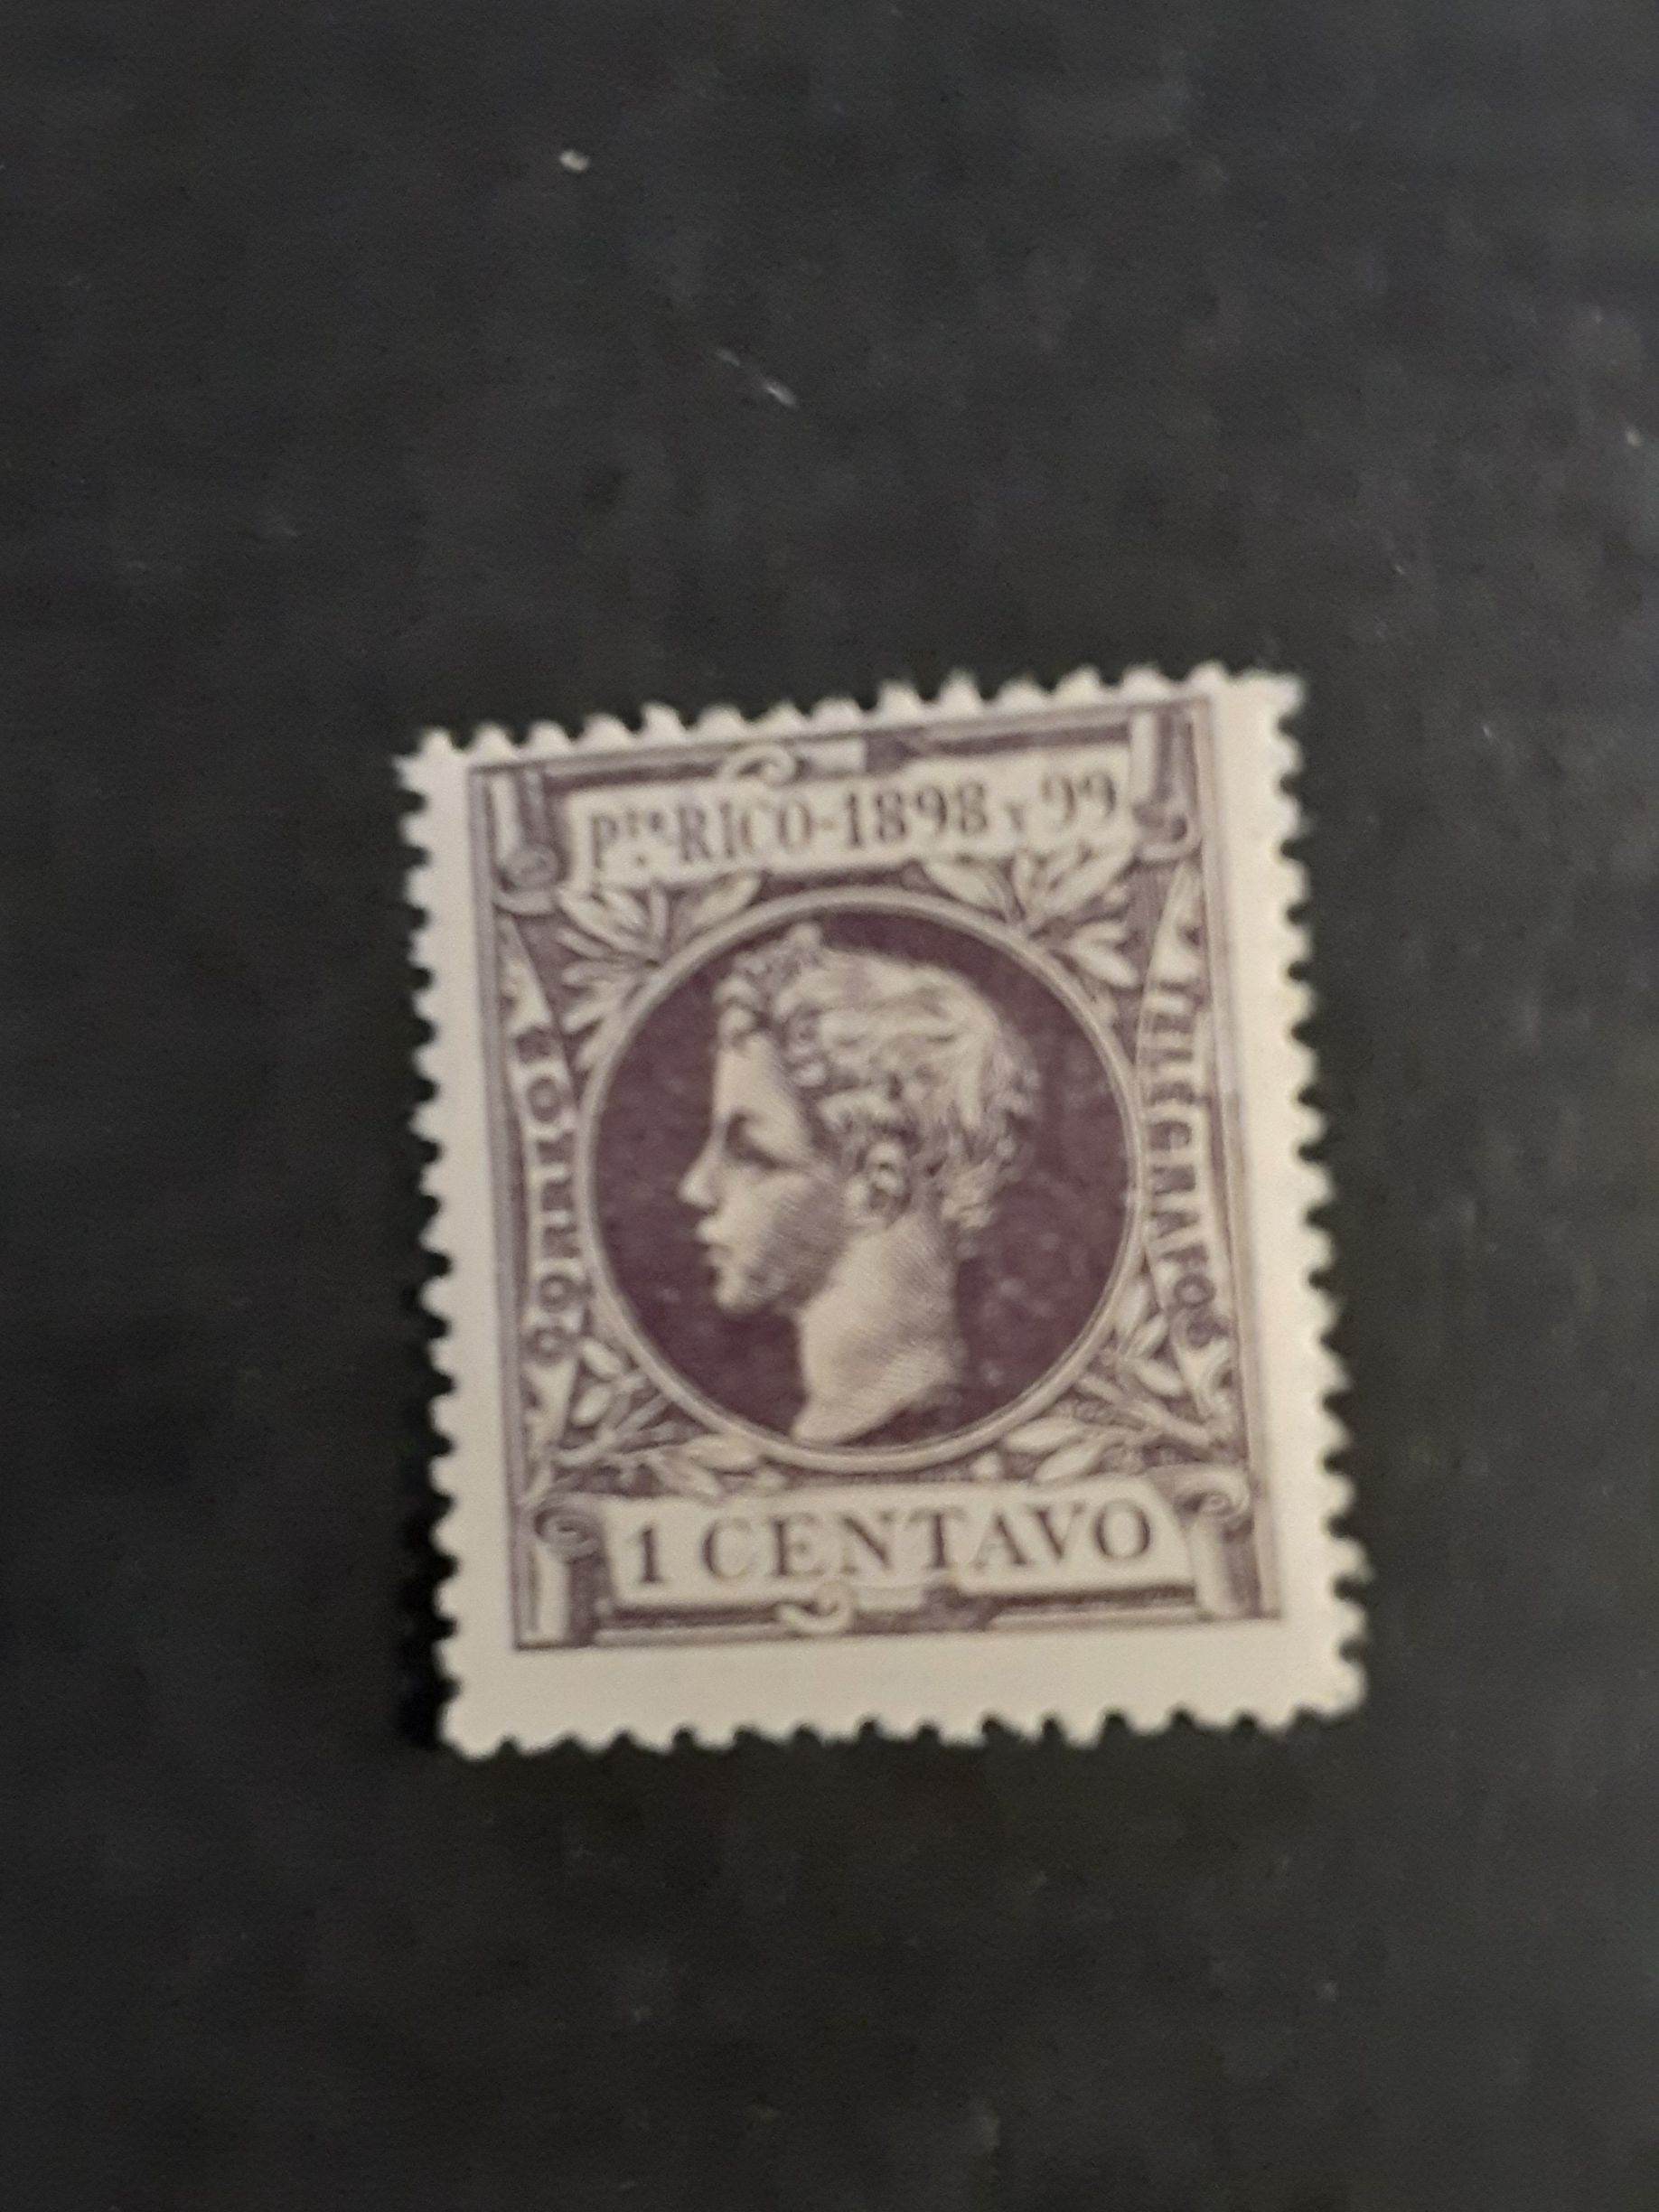 Pto. RICO-1898 y 99
CORREOS
TELEGRAFOS
1 CENTAVO